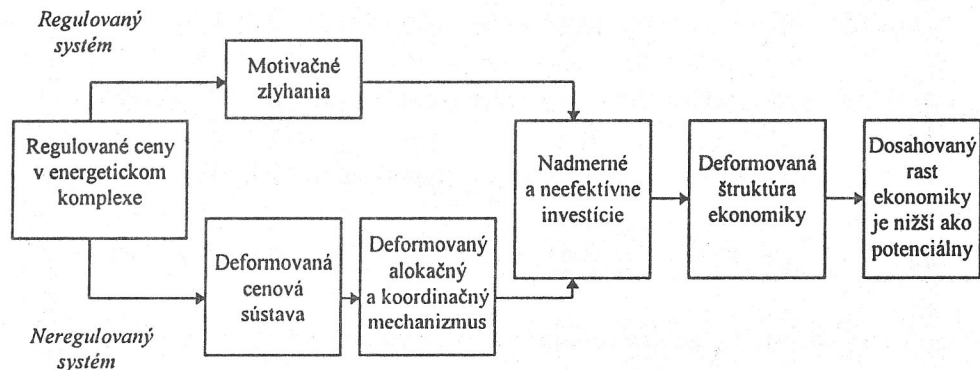 Regulovaný
systém
Motivačné
zlyhania
Regulované ceny
v energetickom
komplexe
Nadmerné
a neefektívne
investície
Deformovaná
štruktúra
ekonomiky
Dosahovaný
rast
ekonomiky
je nižší ako
potenciálny
Deformovaná
cenová
sústava
Deformovaný
alokačný
a koordinačný
mechanizmus
Neregulovaný
systém